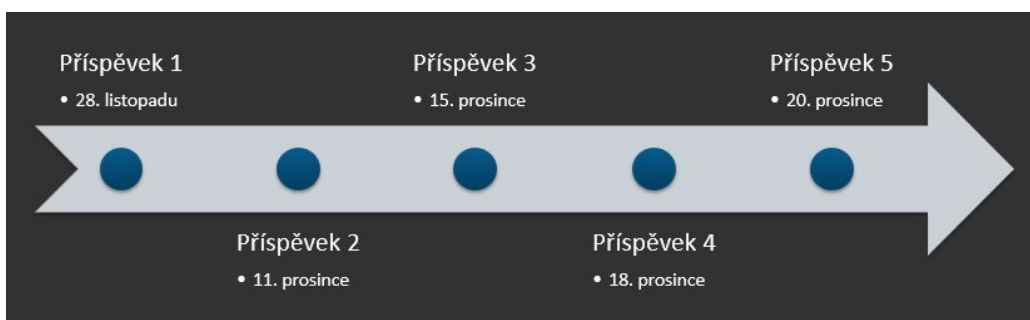 Příspěvek 1
• 28. listopadu
Příspěvek 2
• 11. prosince
Příspěvek 3
• 15. prosince
Příspěvek 4
• 18. prosince
Příspěvek 5
• 20. prosince